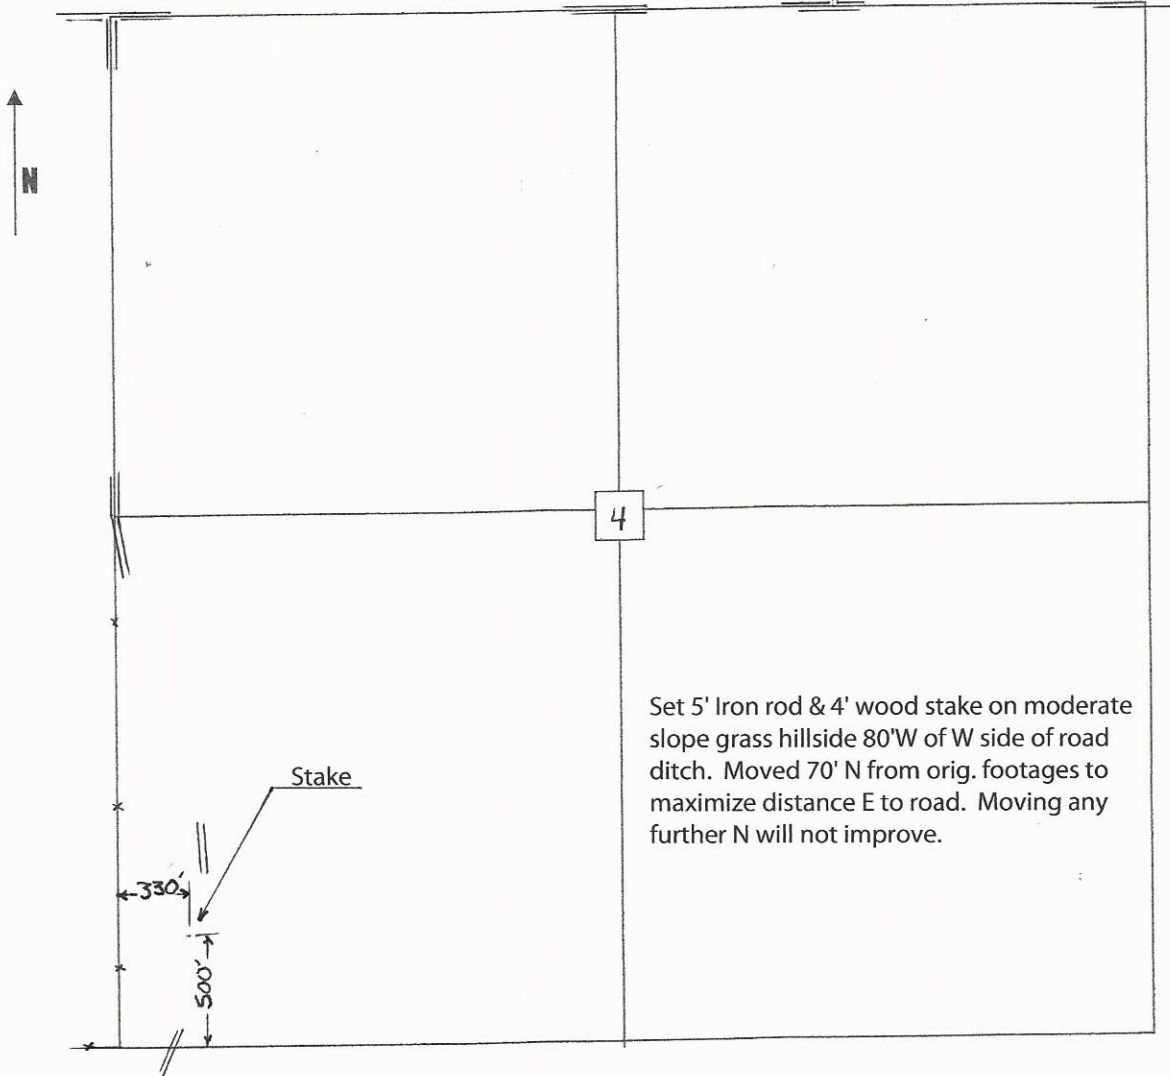 N
4
Set 5' Iron rod & 4' wood stake on moderate
slope grass hillside 80'W of W side of road
ditch.  Moved 70' N from orig. footages to
maximize distance E to road.  Moving any
further N will not improve.
Stake
330'
500'